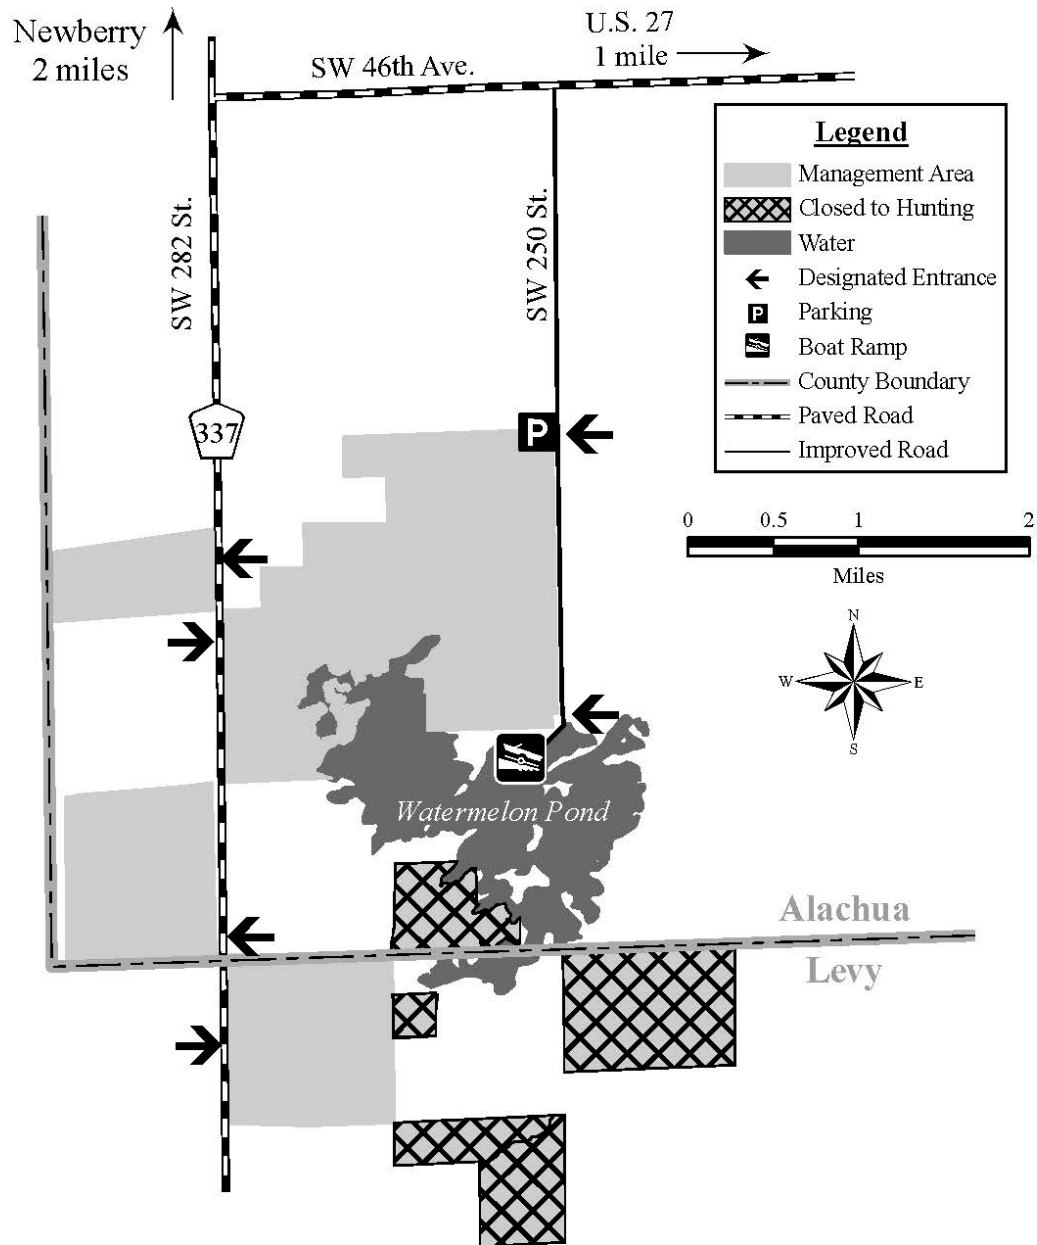 Newberry
2 miles
U.S. 27
1 mile
SW 46th Ave.
SW 282 St.
SW 250 St.
Legend
Management Area
Closed to Hunting
Water
Designated Entrance
P
Parking
Boat Ramp
County Boundary
Paved Road
Improved Road
337
P
0 0.5 1 2
Miles
N
W E
S
Watermelon Pond
Alachua
Levy